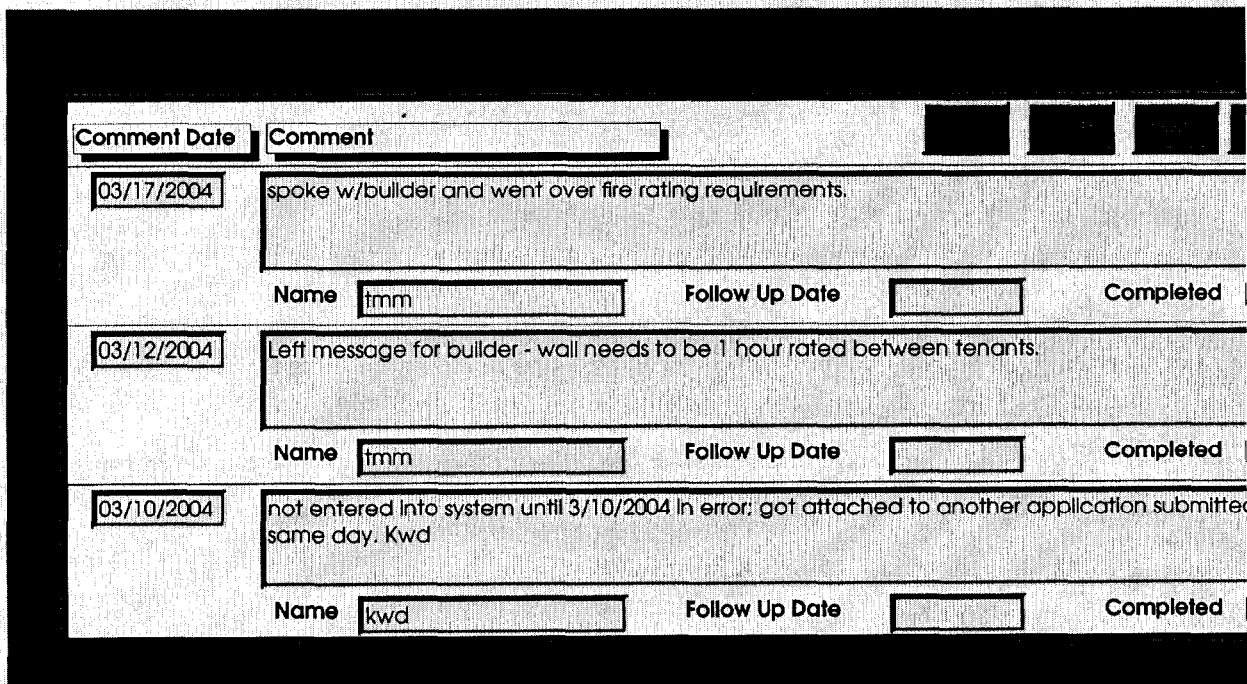 Comment Date Comment
03/17/2004 spoke w/builder and went over fire rating requirements.
Name tmm Follow Up Date Completed
03/12/2004 Left message for builder - wall needs to be 1 hour rated between tenants.
Name tmm Follow Up Date Completed
03/10/2004 not entered into system until 3/10/2004 in error; got attached to another application submitted
same day. Kwd
Name kwd Follow Up Date Completed